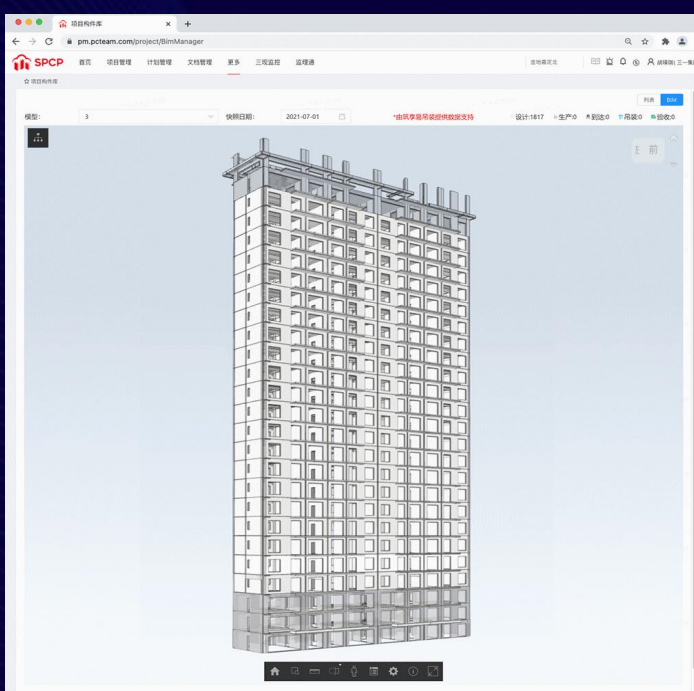 项目构件库
pm.pcteam.com/project/BimManager
SPCP 首页 项目管理 计划管理 文档管理 更多 三现监控 监理通
项目构件库
列表 BIM
模型: 3 快照日期: 2021-07-01 *由筑享易吊装提供数据支持 设计:1817 生产:0 到达:0 吊装:0 验收:0
前